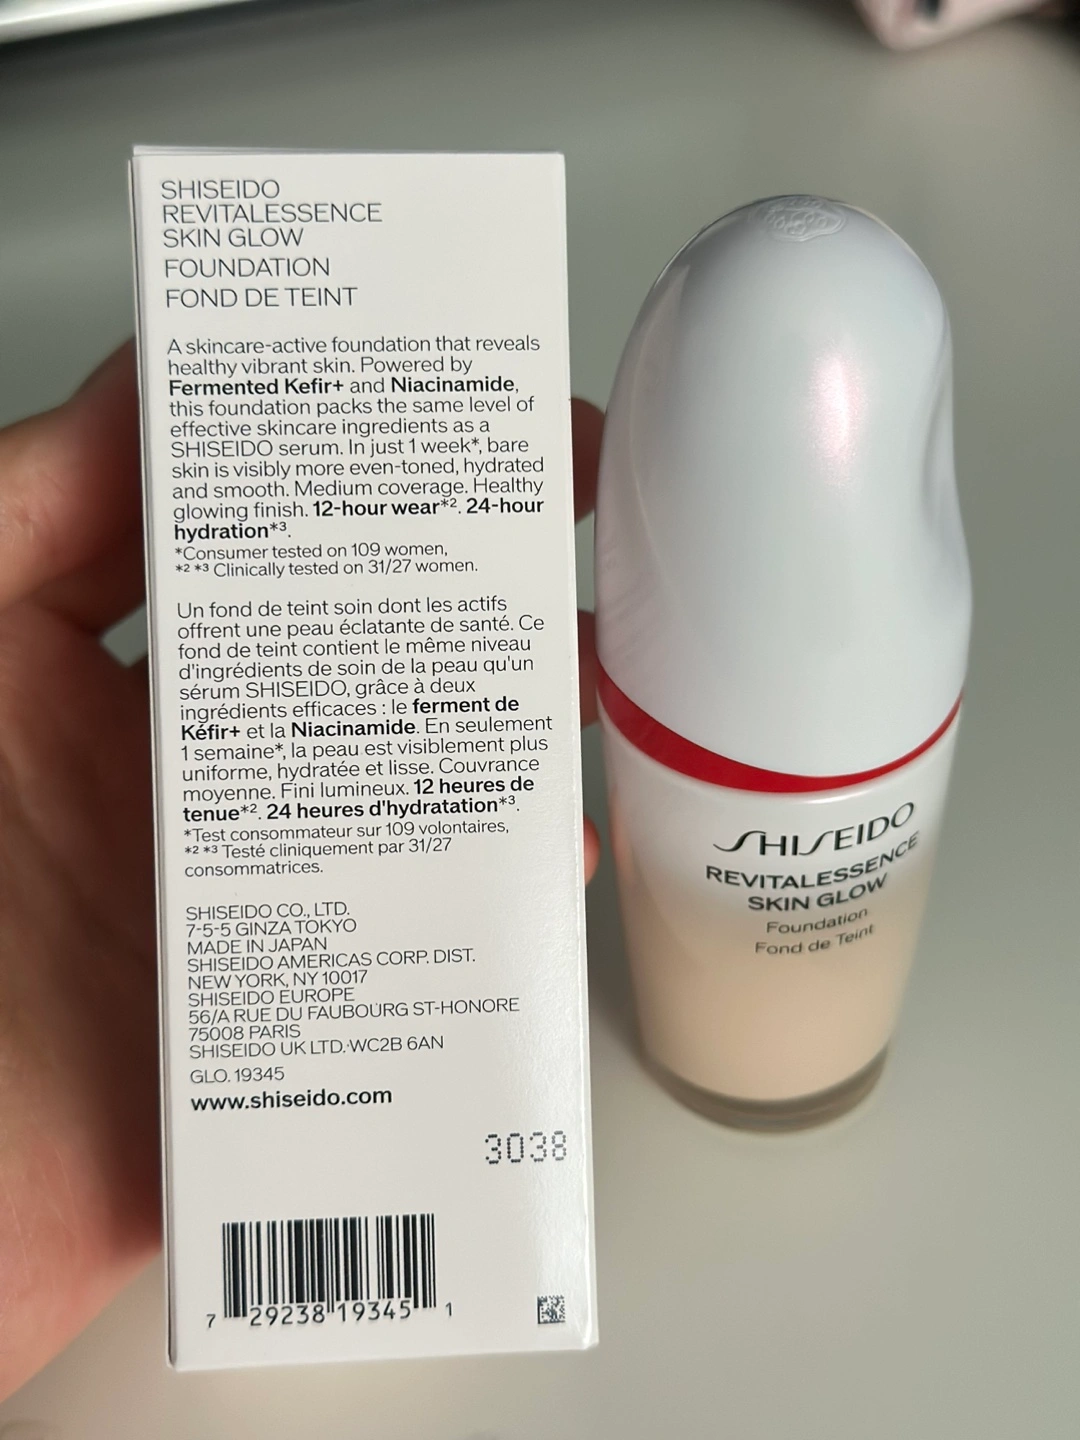 SHISEIDO
REVITALESSENCE
SKIN GLOW
FOUNDATION
FOND DE TEINT
A skincare-active foundation that reveals
healthy vibrant skin. Powered by
Fermented Kefir+ and Niacinamide,
this foundation packs the same level of
effective skincare ingredients as a
SHISEIDO serum. In just 1 week*, bare
skin is visibly more even-toned, hydrated
and smooth. Medium coverage. Healthy
glowing finish. 12-hour wear*². 24-hour
hydration*³.
*Consumer tested on 109 women,
*² *³ Clinically tested on 31/27 women.
Un fond de teint soin dont les actifs
offrent une peau éclatante de santé. Ce
fond de teint contient le même niveau
d'ingrédients de soin de la peau qu'un
sérum SHISEIDO, grâce à deux
ingrédients efficaces : le ferment de
Kéfir+ et la Niacinamide. En seulement
1 semaine*, la peau est visiblement plus
uniforme, hydratée et lisse. Couvrance
moyenne. Fini lumineux. 12 heures de
tenue*². 24 heures d'hydratation*³.
*Test consommateur sur 109 volontaires,
*² *³ Testé cliniquement par 31/27
consommatrices.
SHISEIDO CO., LTD.
7-5-5 GINZA TOKYO
MADE IN JAPAN
SHISEIDO AMERICAS CORP. DIST.
NEW YORK, NY 10017
SHISEIDO EUROPE
56/A RUE DU FAUBOURG ST-HONORE
75008 PARIS
SHISEIDO UK LTD.·WC2B 6AN
GLO. 19345
www.shiseido.com
3038
7 29238 19345 1
SHISEIDO
REVITALESSENCE
SKIN GLOW
Foundation
Fond de Teint